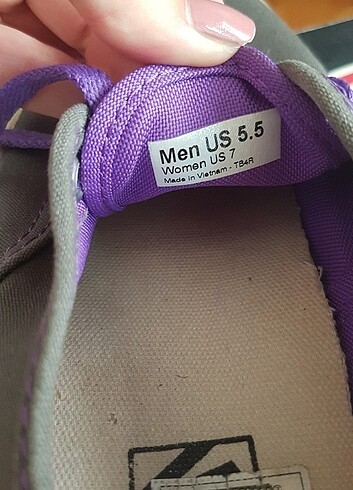 Men US 5.5
Women US 7
Made in Vietnam - TB4R